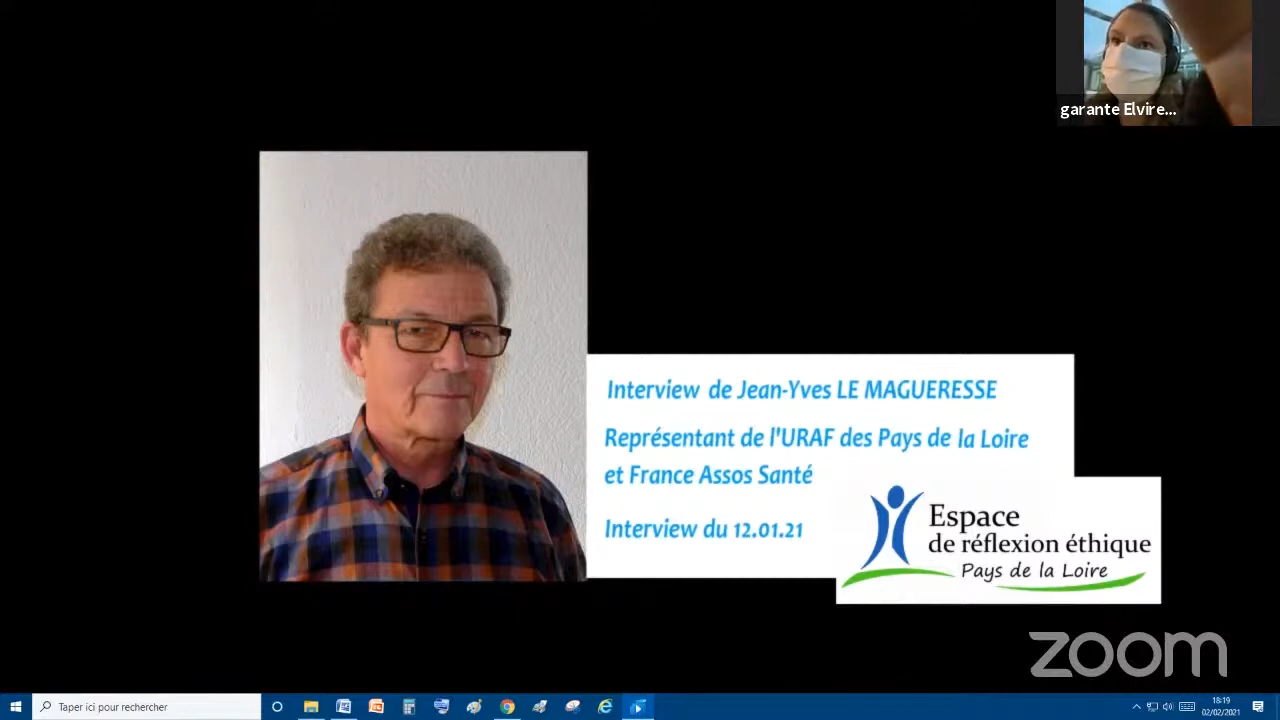 garante Elvire...
Interview de Jean-Yves LE MAGUERESSE
Représentant de l'URAF des Pays de la Loire
et France Assos Santé
Interview du 12.01.21
Espace
de réflexion éthique
Pays de la Loire
zoom
Taper ici pour rechercher
18:19
02/02/2021